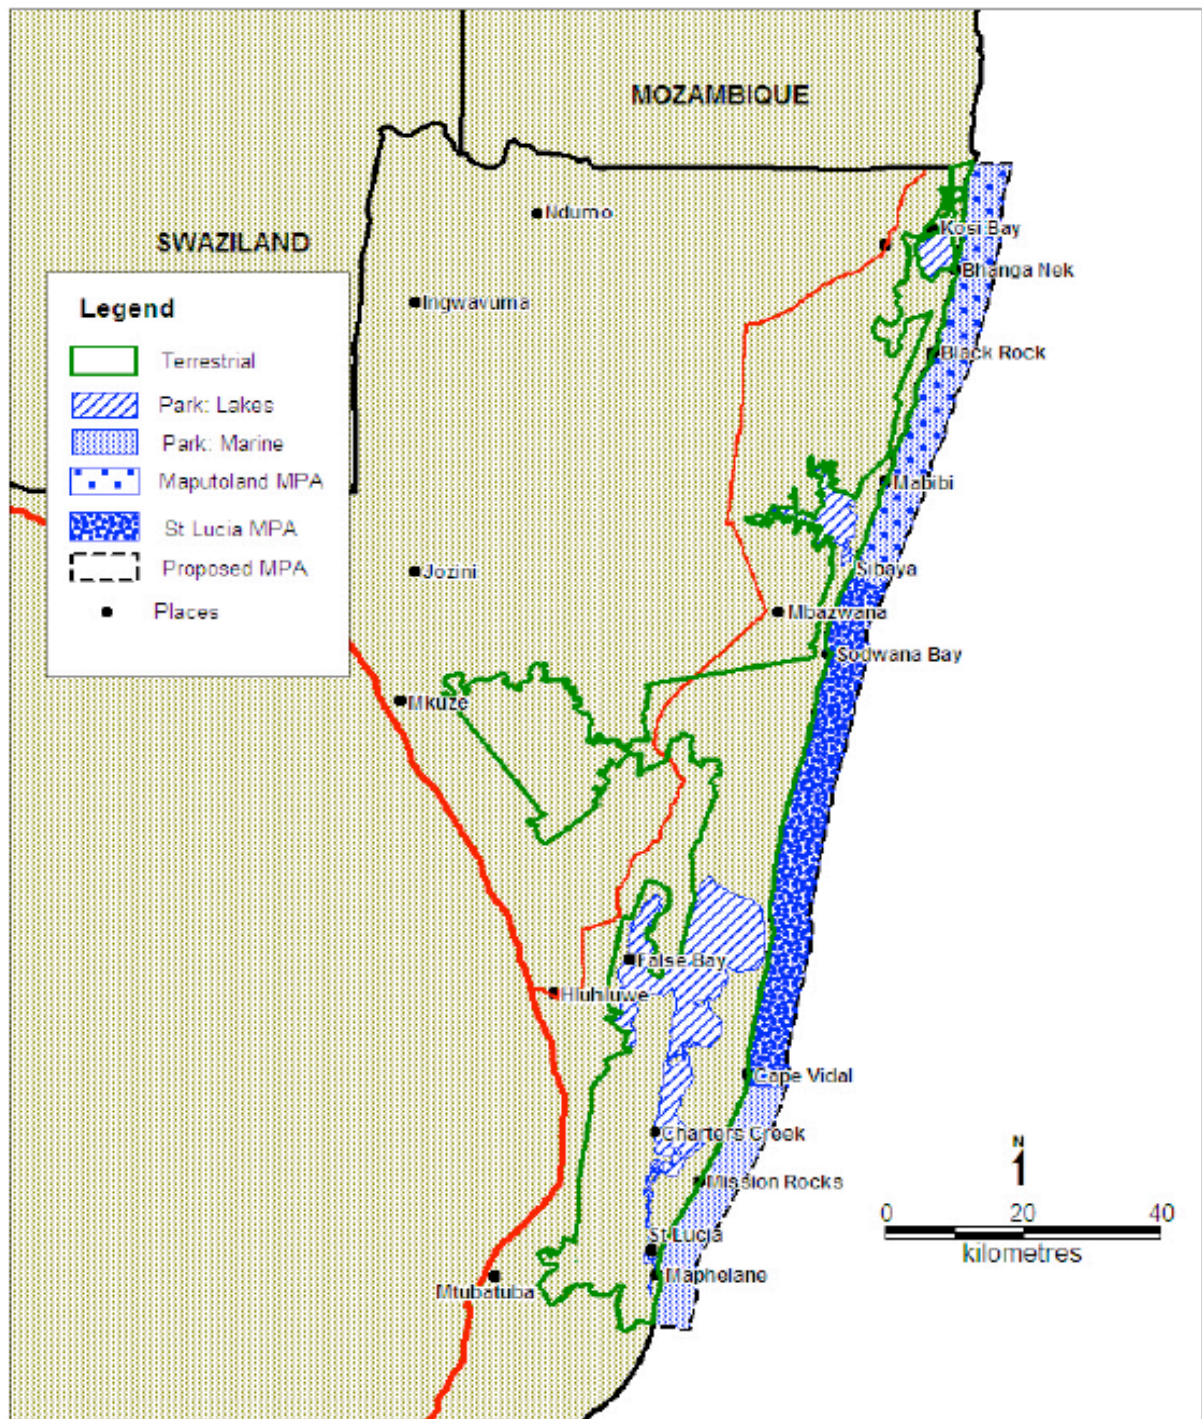 MOZAMBIQUE
Ndumo
SWAZILAND
Kosi Bay
Bhanga Nek
Legend
Terrestrial
Park: Lakes
Park: Marine
Maputoland MPA
St Lucia MPA
Proposed MPA
Places
Ingwavuma
Black Rock
Mabibi
Sibaya
Jozini
Mbazwana
Sodwana Bay
Mkuze
False Bay
Hluhluwe
Cape Vidal
Charters Creek
Mission Rocks
N
0 20 40
kilometres
St Lucia
Maphelane
Mtubatuba